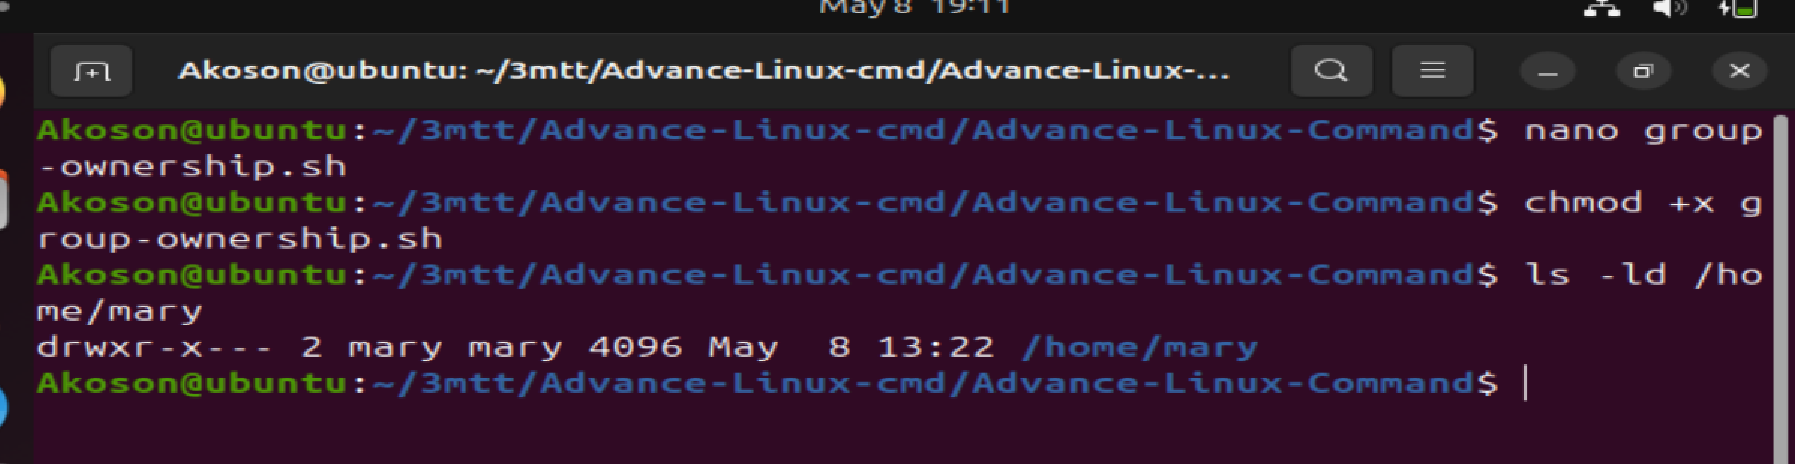 May 8 19:11
Akoson@ubuntu: ~/3mtt/Advance-Linux-cmd/Advance-Linux-...
Akoson@ubuntu:~/3mtt/Advance-Linux-cmd/Advance-Linux-Command$ nano group
-ownership.sh
Akoson@ubuntu:~/3mtt/Advance-Linux-cmd/Advance-Linux-Command$ chmod +x g
roup-ownership.sh
Akoson@ubuntu:~/3mtt/Advance-Linux-cmd/Advance-Linux-Command$ ls -ld /ho
me/mary
drwxr-x--- 2 mary mary 4096 May  8 13:22 /home/mary
Akoson@ubuntu:~/3mtt/Advance-Linux-cmd/Advance-Linux-Command$